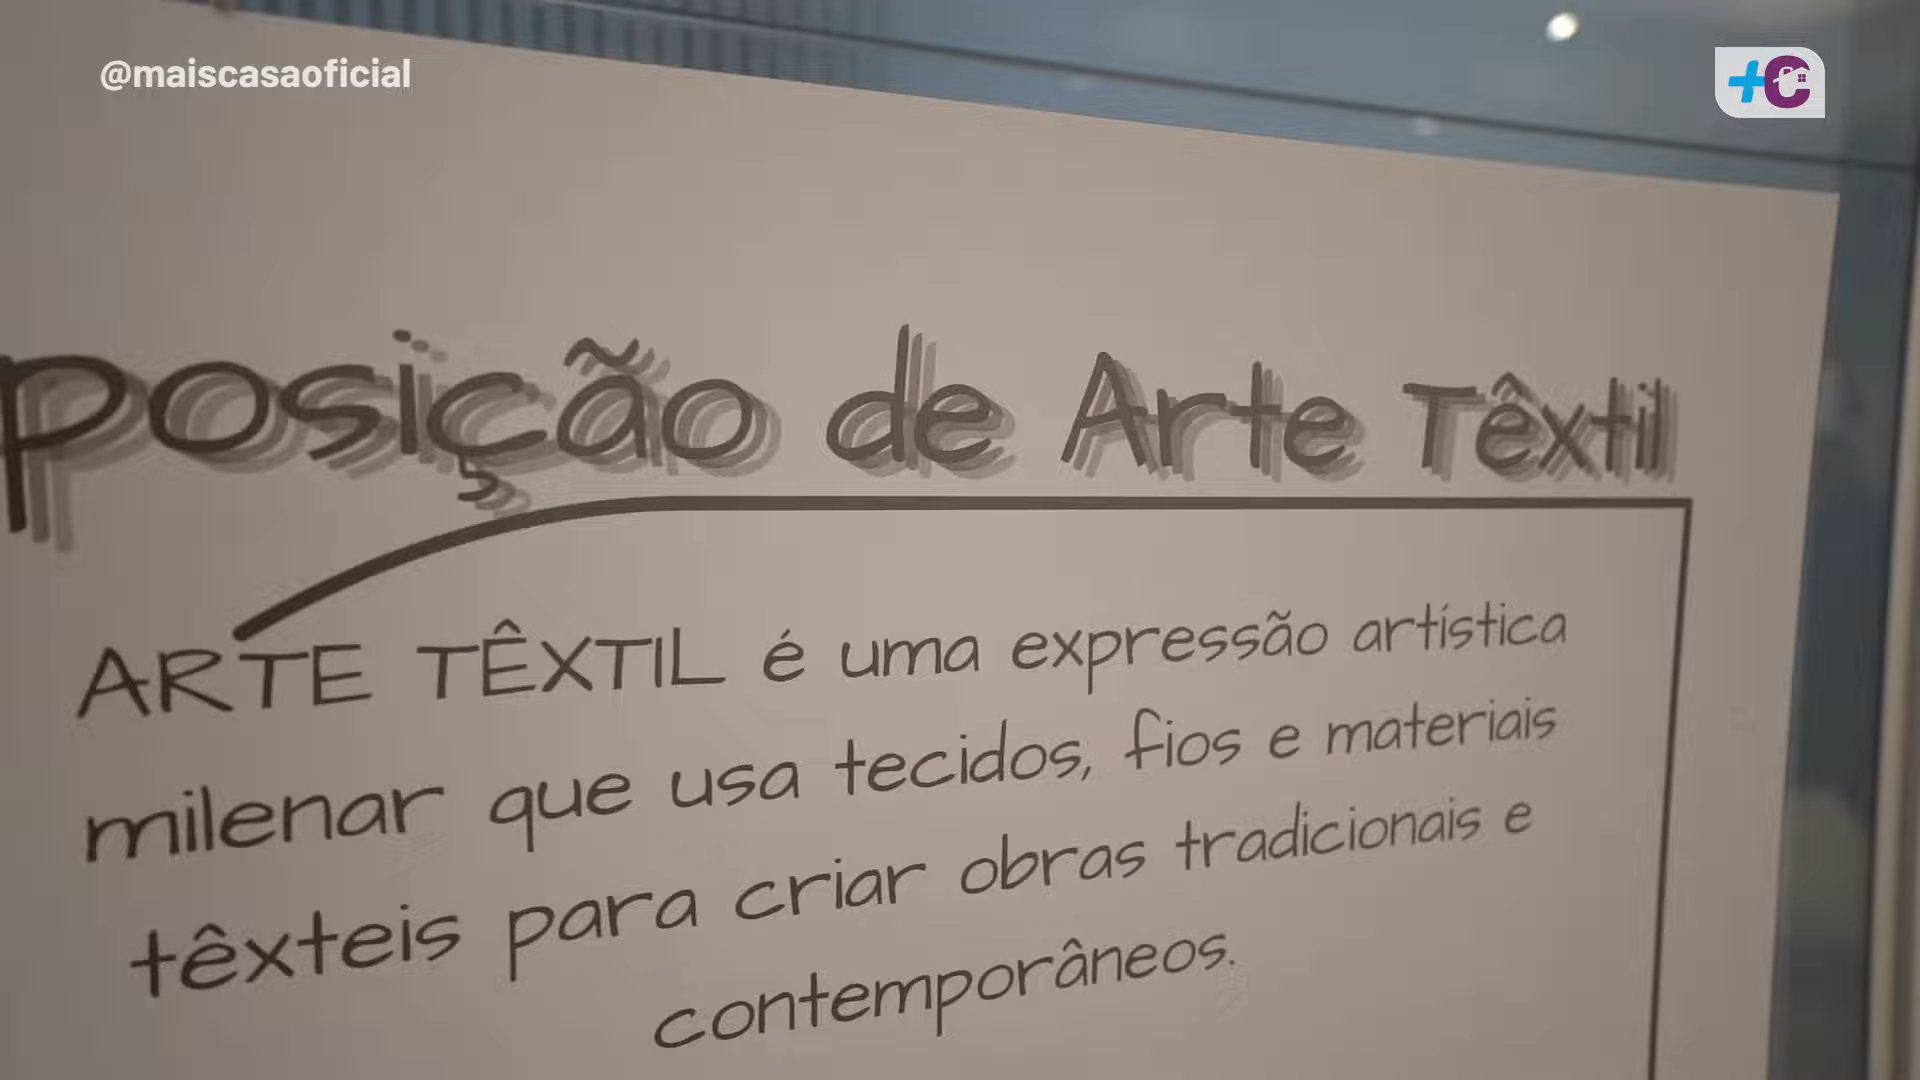 @maiscasaoficial
+C
posição de Arte Têxtil
ARTE TÊXTIL é uma expressão artística
milenar que usa tecidos, fios e materiais
têxteis para criar obras tradicionais e
contemporâneos.